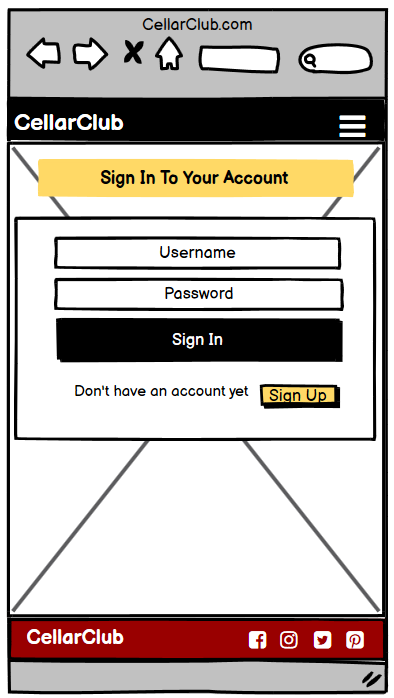 CellarClub.com
CellarClub
Sign In To Your Account
Username
Password
Sign In
Don't have an account yet Sign Up
CellarClub